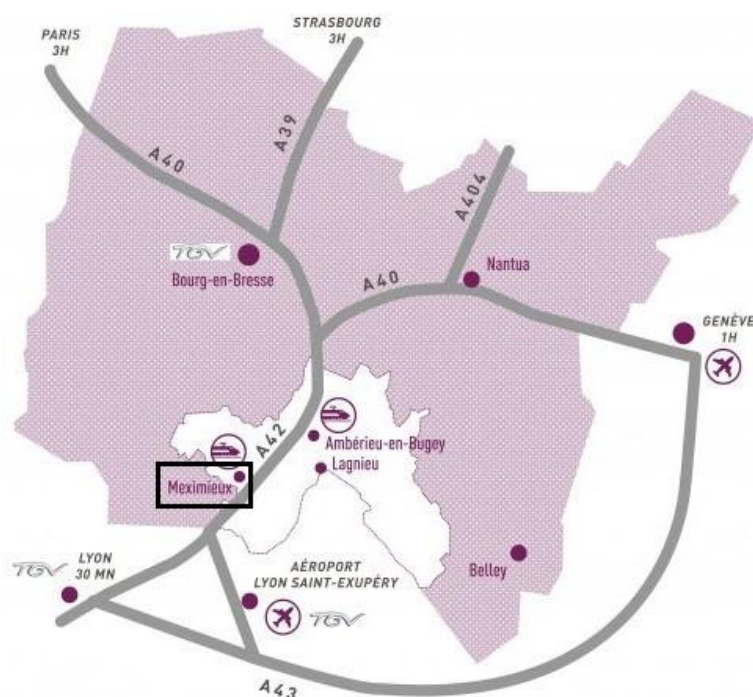 PARIS
3H
STRASBOURG
3H
A40
A39
A404
TGV
Bourg-en-Bresse
A40
Nantua
GENÈVE
1H
A42
Ambérieu-en-Bugey
Lagnieu
Meximieux
TGV
LYON
30 MN
AÉROPORT
LYON SAINT-EXUPÉRY
TGV
Belley
A43